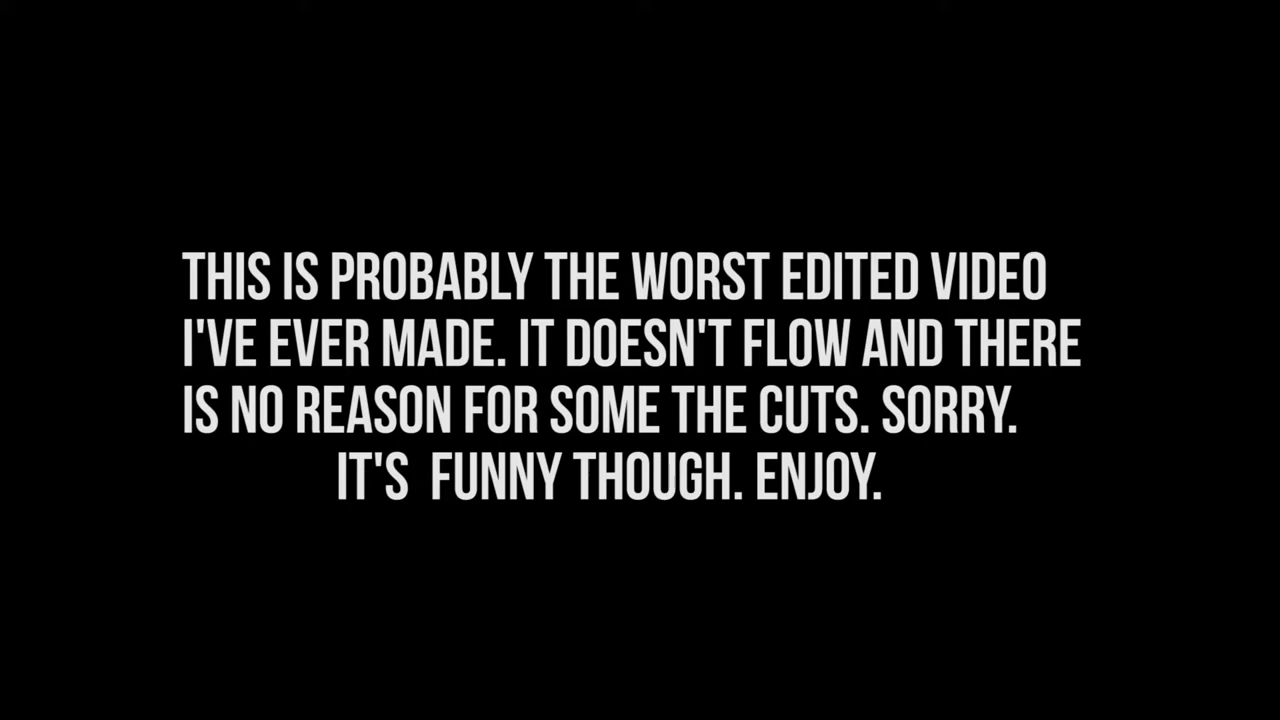 THIS IS PROBABLY THE WORST EDITED VIDEO
I'VE EVER MADE. IT DOESN'T FLOW AND THERE
IS NO REASON FOR SOME THE CUTS. SORRY.
IT'S  FUNNY THOUGH. ENJOY.